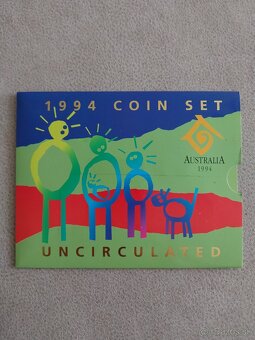 1994 COIN SET
AUSTRALIA
1994
UNCIRCULATED